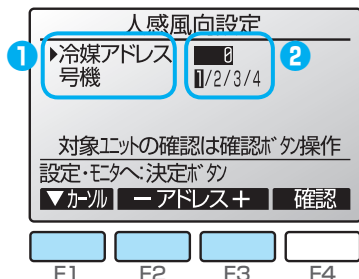 人感風向設定
1 ▶冷媒アドレス 0 2
号機 1/2/3/4
対象ユニットの確認は確認ボタン操作
設定・モニタへ:決定ボタン
▼カーソル －アドレス＋ 確認
F1 F2 F3 F4